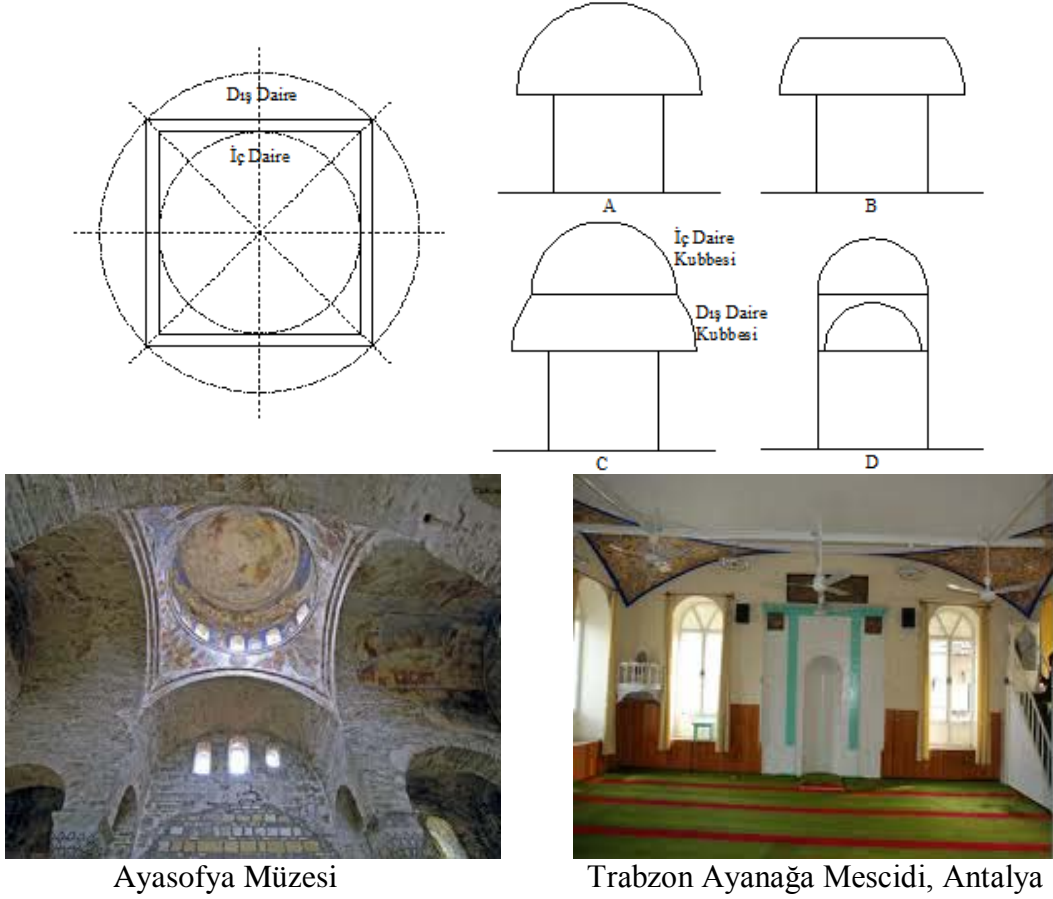 Dış Daire
İç Daire
A
B
İç Daire
Kubbesi
Dış Daire
Kubbesi
C
D
Ayasofya Müzesi
Trabzon Ayanağa Mescidi, Antalya